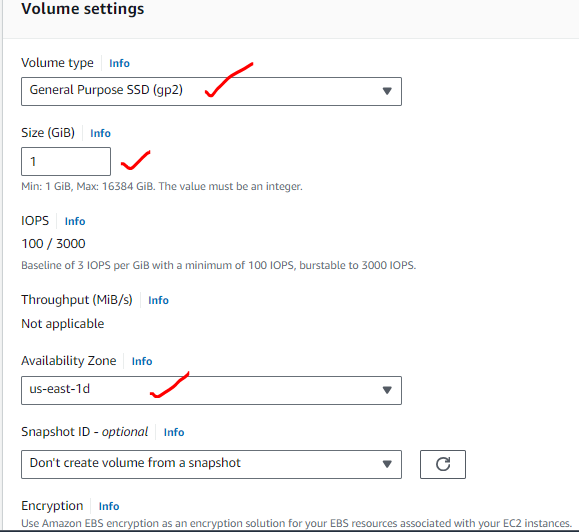 Volume settings
Volume type Info
General Purpose SSD (gp2)
Size (GiB) Info
1
Min: 1 GiB, Max: 16384 GiB. The value must be an integer.
IOPS Info
100 / 3000
Baseline of 3 IOPS per GiB with a minimum of 100 IOPS, burstable to 3000 IOPS.
Throughput (MiB/s) Info
Not applicable
Availability Zone Info
us-east-1d
Snapshot ID - optional Info
Don't create volume from a snapshot
Encryption Info
Use Amazon EBS encryption as an encryption solution for your EBS resources associated with your EC2 instances.